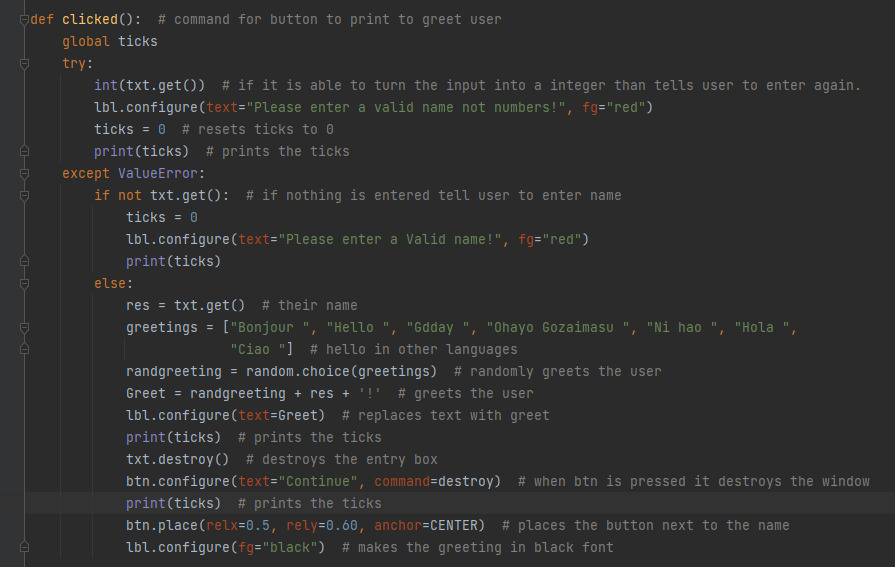 def clicked():  # command for button to print to greet user
    global ticks
    try:
        int(txt.get())  # if it is able to turn the input into a integer than tells user to enter again.
        lbl.configure(text="Please enter a valid name not numbers!", fg="red")
        ticks = 0  # resets ticks to 0
        print(ticks)  # prints the ticks
    except ValueError:
        if not txt.get():  # if nothing is entered tell user to enter name
            ticks = 0
            lbl.configure(text="Please enter a Valid name!", fg="red")
            print(ticks)
        else:
            res = txt.get()  # their name
            greetings = ["Bonjour ", "Hello ", "Gdday ", "Ohayo Gozaimasu ", "Ni hao ", "Hola ",
                         "Ciao "]  # hello in other languages
            randgreeting = random.choice(greetings)  # randomly greets the user
            Greet = randgreeting + res + '!'  # greets the user
            lbl.configure(text=Greet)  # replaces text with greet
            print(ticks)  # prints the ticks
            txt.destroy()  # destroys the entry box
            btn.configure(text="Continue", command=destroy)  # when btn is pressed it destroys the window
            print(ticks)  # prints the ticks
            btn.place(relx=0.5, rely=0.60, anchor=CENTER)  # places the button next to the name
            lbl.configure(fg="black")  # makes the greeting in black font